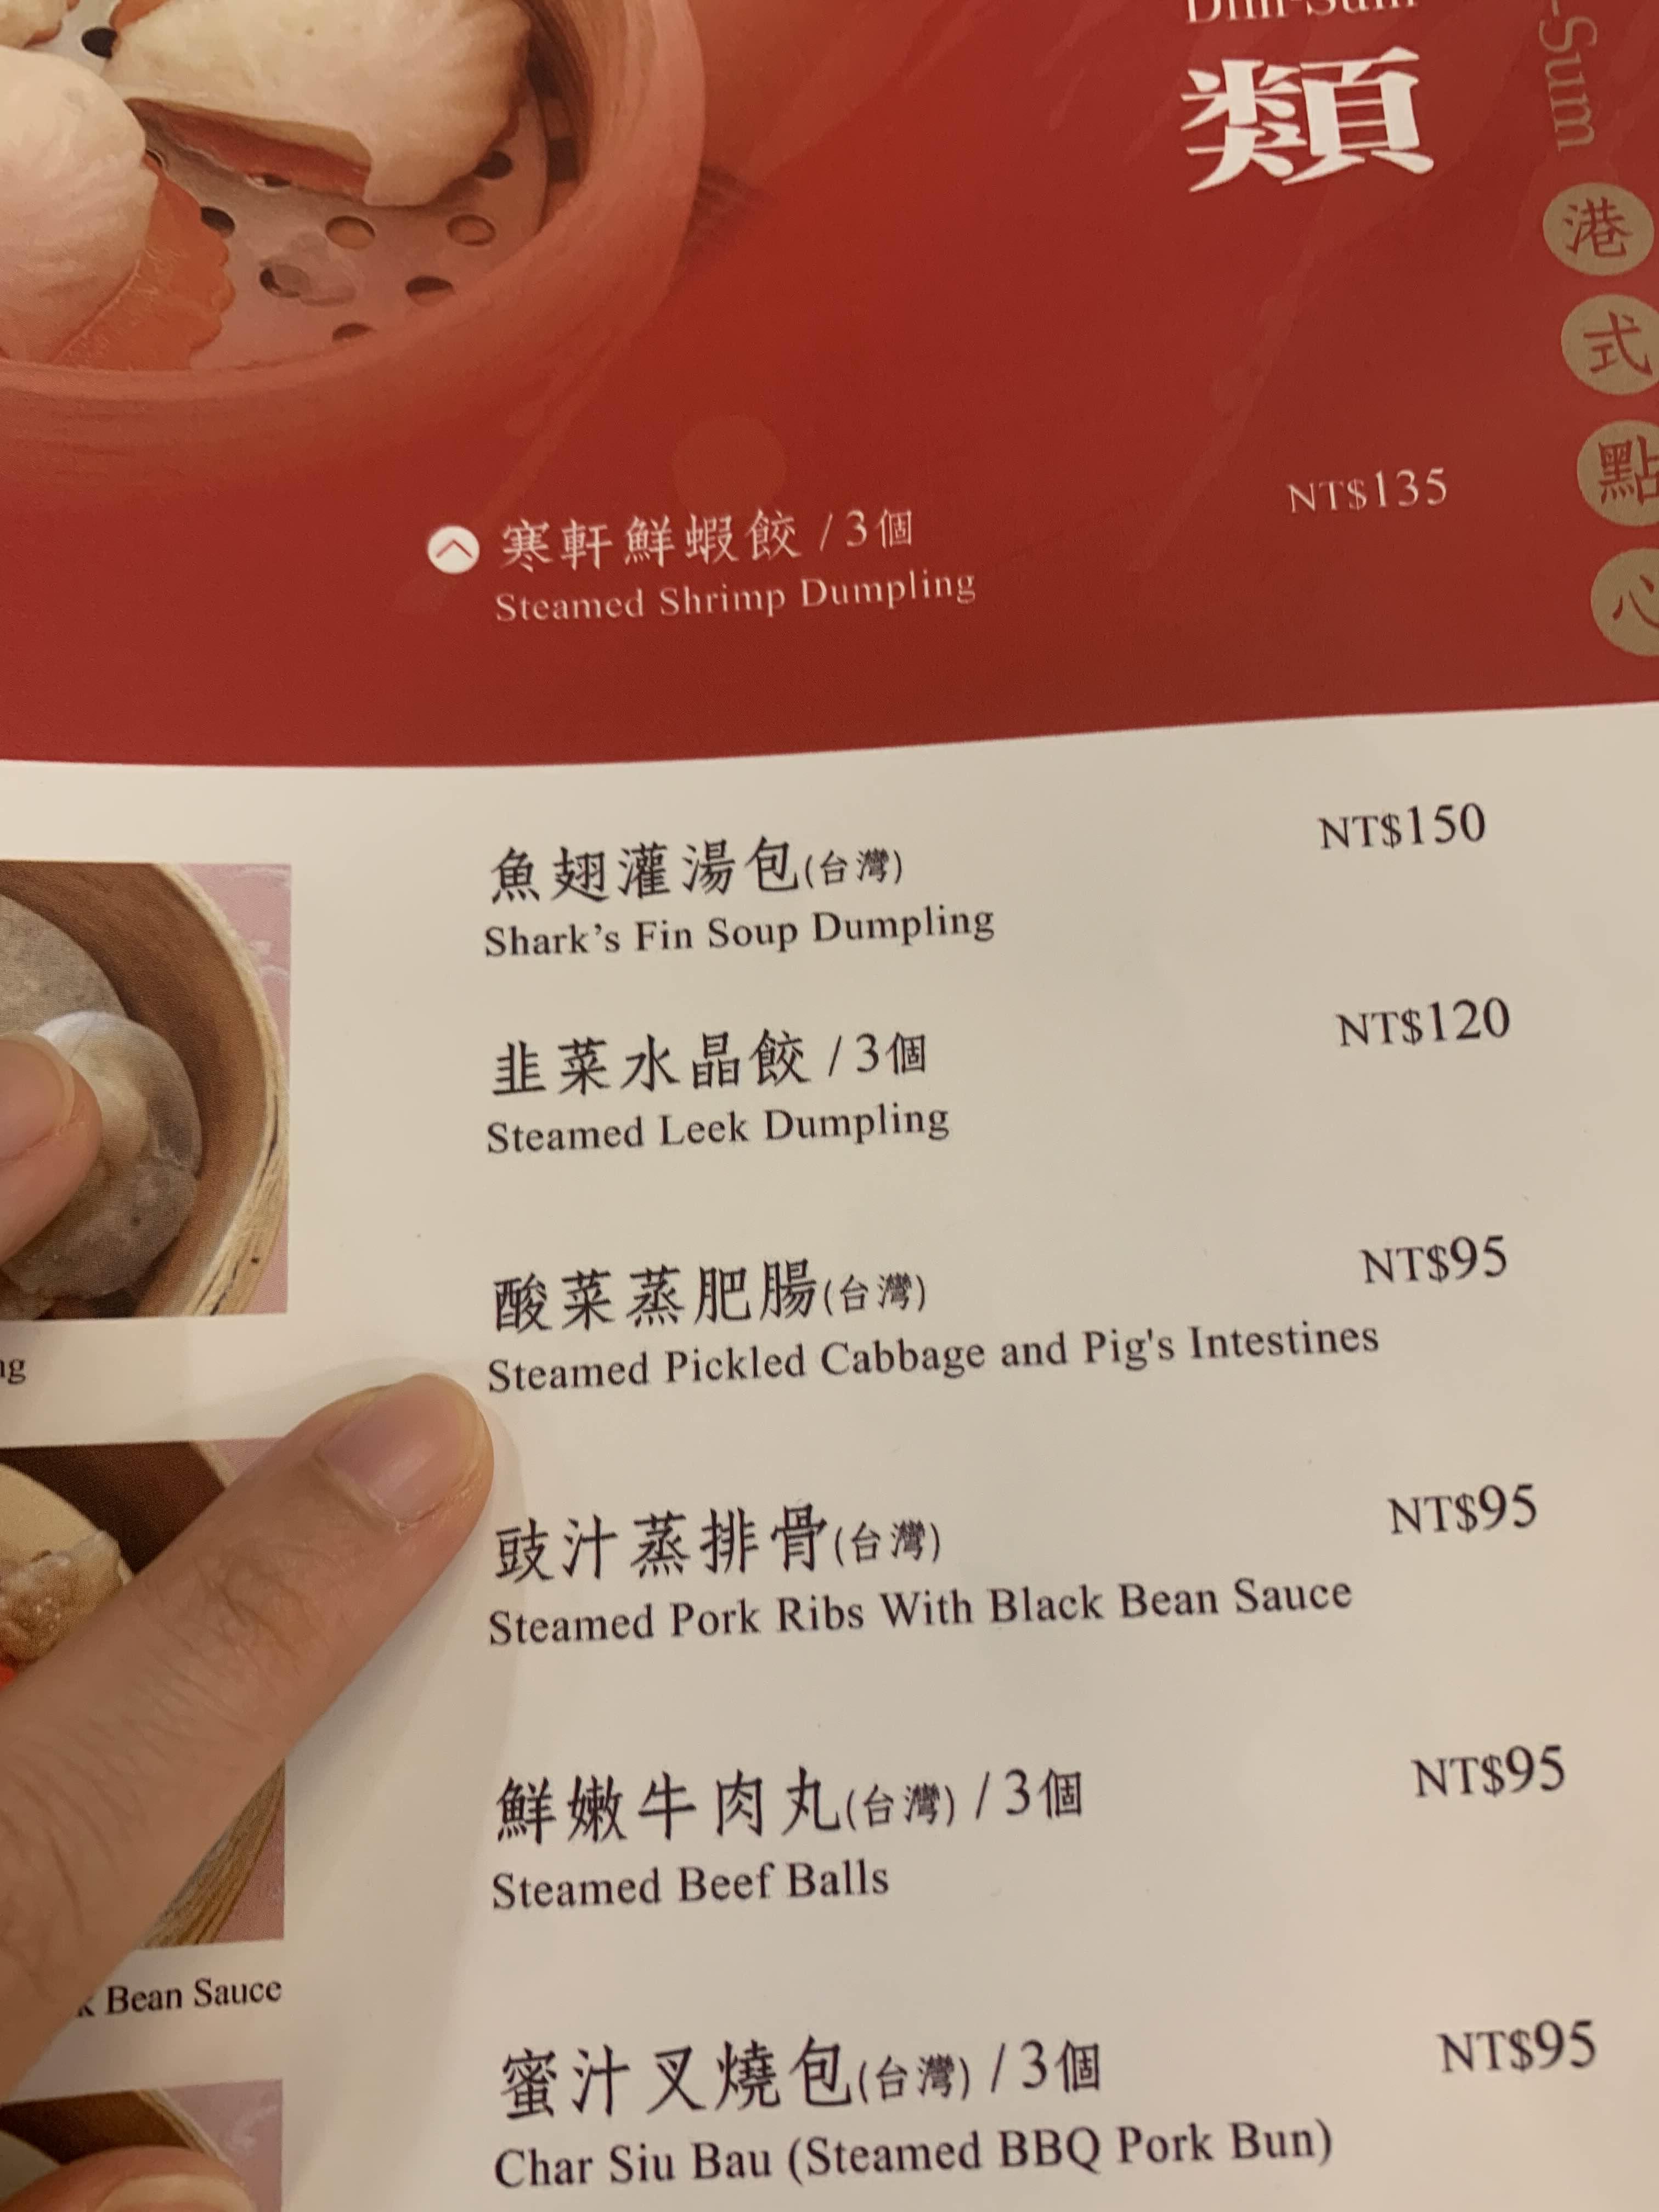 Dim-Sum
類
-Sum
港
式
點
心
寒軒鮮蝦餃 / 3個 NT$135
Steamed Shrimp Dumpling
魚翅灌湯包(台灣) NT$150
Shark's Fin Soup Dumpling
韭菜水晶餃 / 3個 NT$120
Steamed Leek Dumpling
酸菜蒸肥腸(台灣) NT$95
Steamed Pickled Cabbage and Pig's Intestines
豉汁蒸排骨(台灣) NT$95
Steamed Pork Ribs With Black Bean Sauce
鮮嫩牛肉丸(台灣) / 3個 NT$95
Steamed Beef Balls
蜜汁叉燒包(台灣) / 3個 NT$95
Char Siu Bau (Steamed BBQ Pork Bun)
Bean Sauce